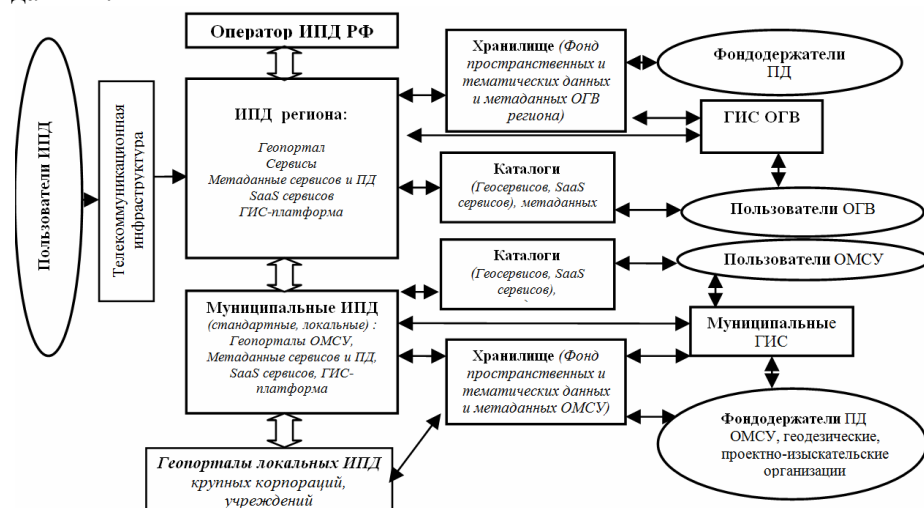 Оператор ИПД РФ
Пользователи ИПД
Телекоммуникационная
инфраструктура
ИПД региона:
Геопортал
Сервисы
Метаданные сервисов и ПД
SaaS сервисов
ГИС-платформа
Хранилище (Фонд
пространственных и
тематических данных
и метаданных ОГВ
региона)
Фондодержатели
ПД
ГИС ОГВ
Каталоги
(Геосервисов, SaaS
сервисов), метаданных
Пользователи ОГВ
Каталоги
(Геосервисов, SaaS
сервисов),
Пользователи ОМСУ
Муниципальные ИПД
(стандартные, локальные) :
Геопорталы ОМСУ,
Метаданные сервисов и ПД,
SaaS сервисов, ГИС-
платформа
Муниципальные
ГИС
Хранилище (Фонд
пространственных и
тематических данных
и метаданных ОМСУ)
Фондодержатели ПД
ОМСУ, геодезические,
проектно-изыскательские
организации
Геопорталы локальных ИПД
крупных корпораций,
учреждений